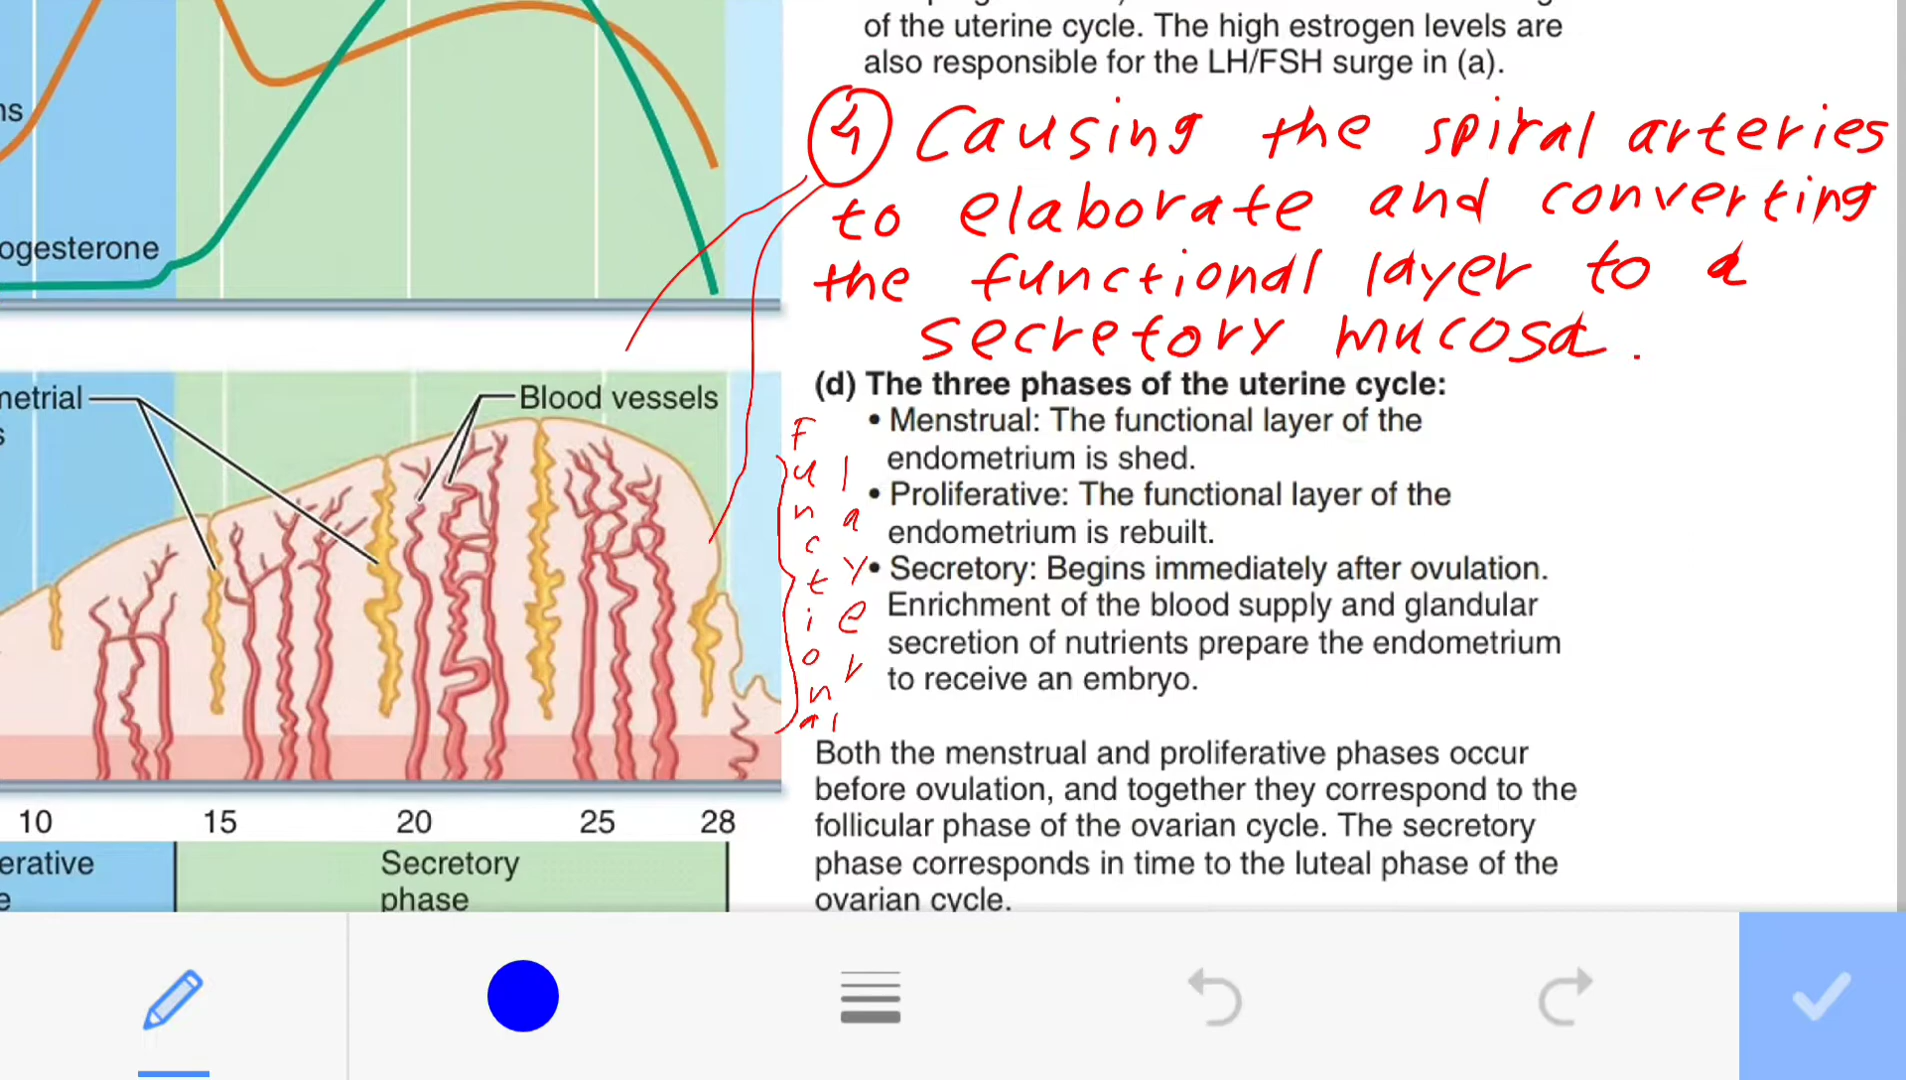 of the uterine cycle. The high estrogen levels are
also responsible for the LH/FSH surge in (a).
4 Causing the spiral arteries
to elaborate and converting
the functional layer to a
secretory mucosa.
ns
ogesterone
netrial
s
Blood vessels
Functional
layer
(d) The three phases of the uterine cycle:
• Menstrual: The functional layer of the
endometrium is shed.
• Proliferative: The functional layer of the
endometrium is rebuilt.
• Secretory: Begins immediately after ovulation.
Enrichment of the blood supply and glandular
secretion of nutrients prepare the endometrium
to receive an embryo.
Both the menstrual and proliferative phases occur
before ovulation, and together they correspond to the
follicular phase of the ovarian cycle. The secretory
phase corresponds in time to the luteal phase of the
ovarian cycle.
10 15 20 25 28
erative
e
Secretory
phase